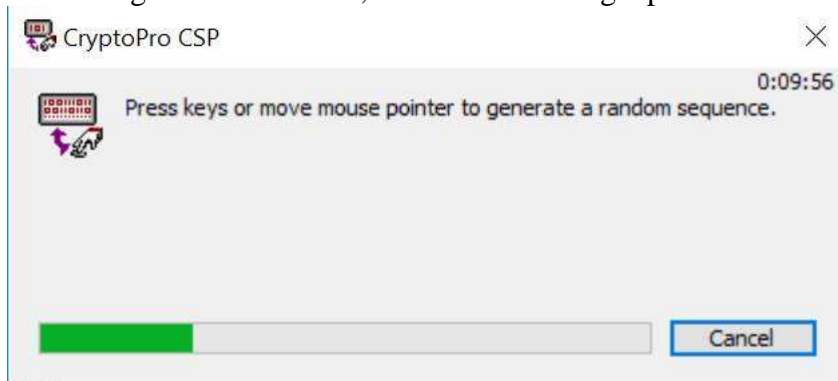 CryptoPro CSP
0:09:56
Press keys or move mouse pointer to generate a random sequence.
Cancel